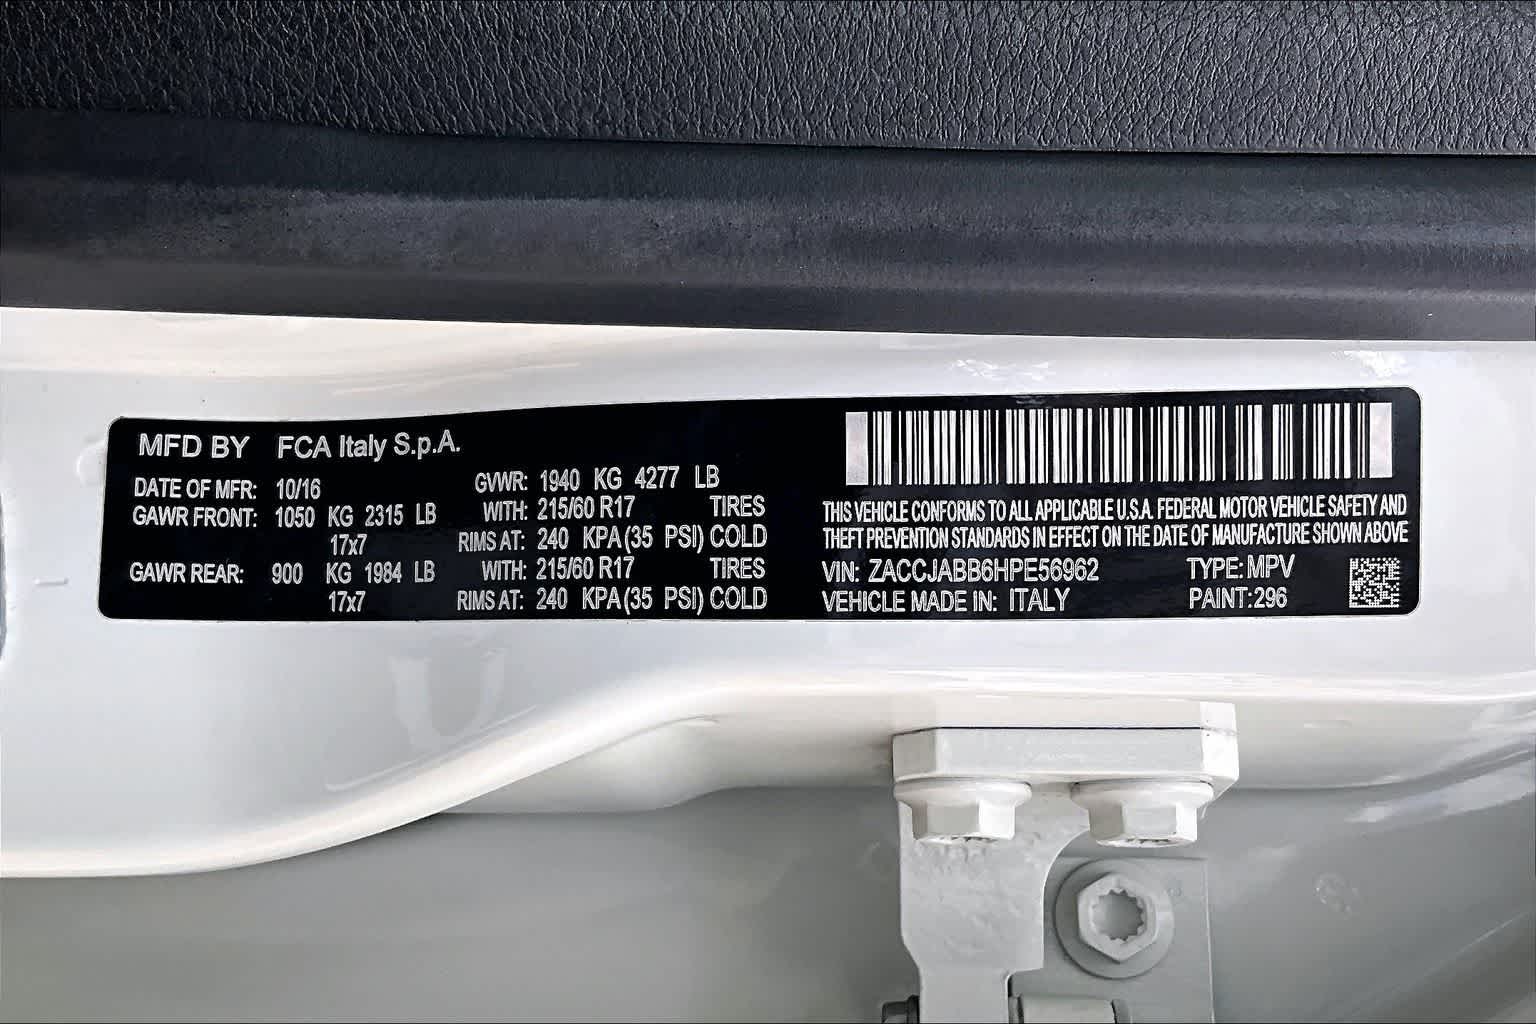 MFD BY FCA Italy S.p.A.
DATE OF MFR: 10/16 GVWR: 1940 KG 4277 LB
GAWR FRONT: 1050 KG 2315 LB WITH: 215/60 R17 TIRES
17x7 RIMS AT: 240 KPA(35 PSI) COLD
GAWR REAR: 900 KG 1984 LB WITH: 215/60 R17 TIRES
17x7 RIMS AT: 240 KPA(35 PSI) COLD
THIS VEHICLE CONFORMS TO ALL APPLICABLE U.S.A. FEDERAL MOTOR VEHICLE SAFETY AND
THEFT PREVENTION STANDARDS IN EFFECT ON THE DATE OF MANUFACTURE SHOWN ABOVE
VIN: ZACCJABB6HPE56962 TYPE: MPV
VEHICLE MADE IN: ITALY PAINT:296